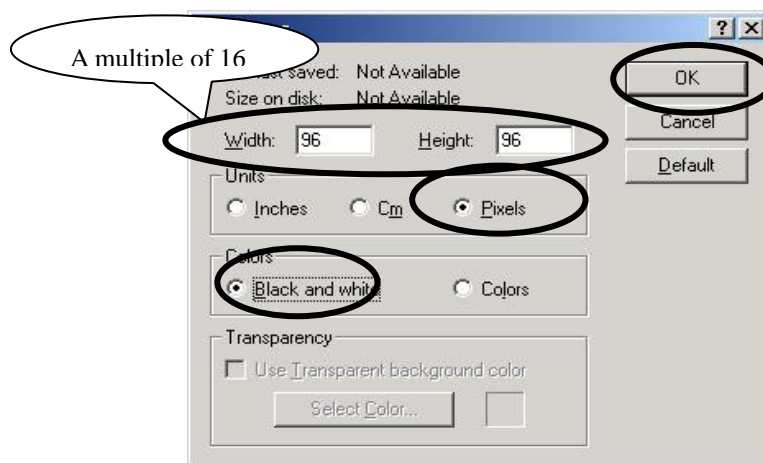 A multiple of 16
saved: Not Available
Size on disk: Not Available
Width: 96 Height: 96
Units
Inches Cm Pixels
Colors
Black and white Colors
Transparency
Use Transparent background color
Select Color...
OK
Cancel
Default